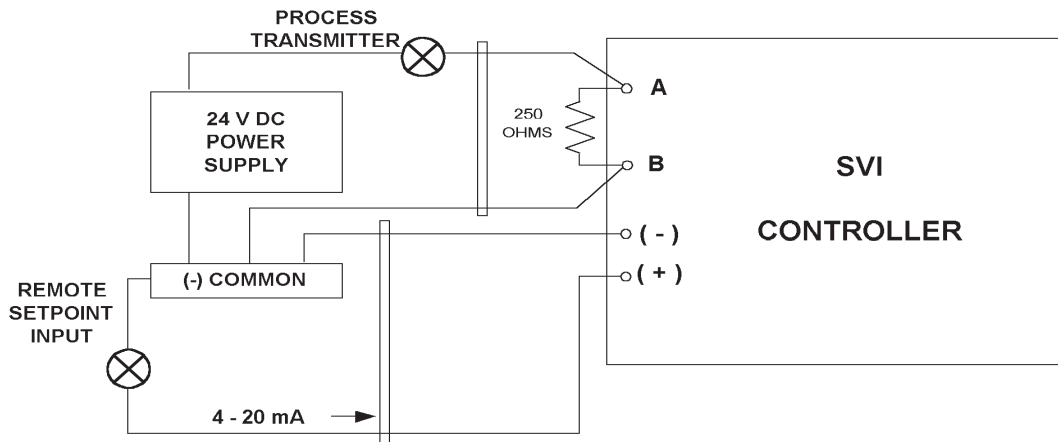 PROCESS
TRANSMITTER
24 V DC
POWER
SUPPLY
250
OHMS
A
B
SVI
CONTROLLER
( - )
( + )
(-) COMMON
REMOTE
SETPOINT
INPUT
4 - 20 mA